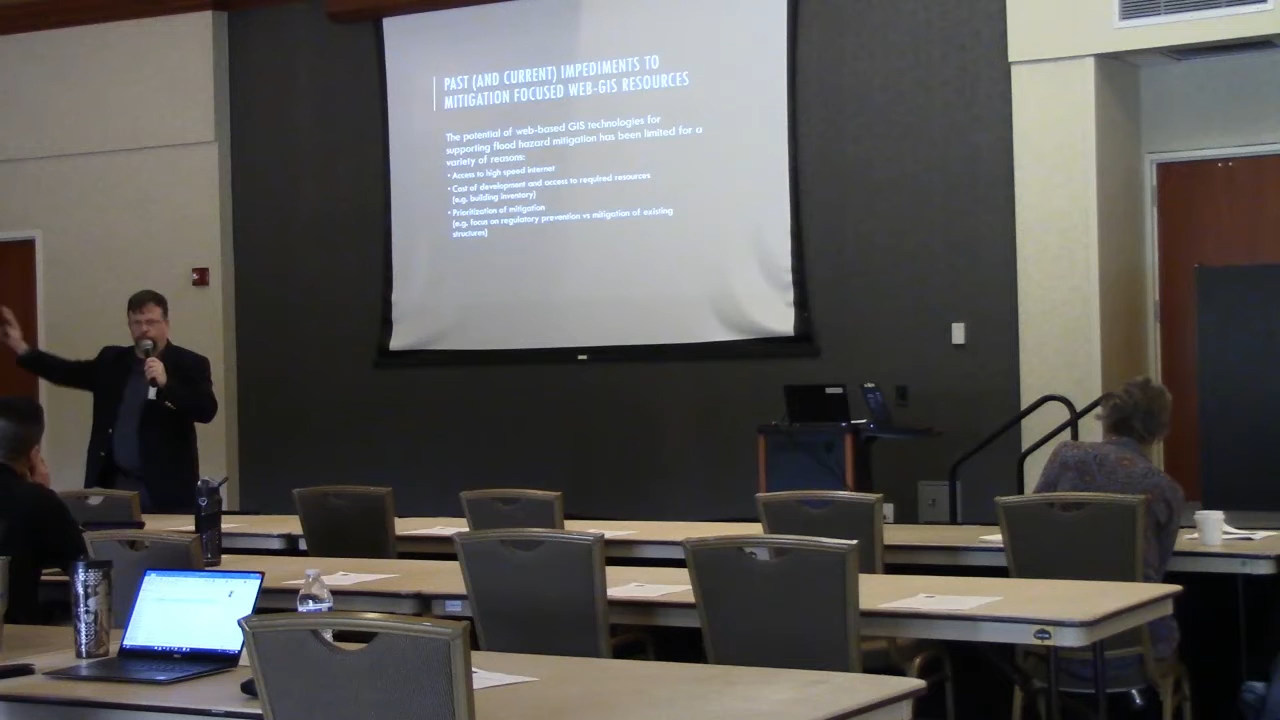 PAST (AND CURRENT) IMPEDIMENTS TO
MITIGATION FOCUSED WEB-GIS RESOURCES
The potential of web-based GIS technologies for
supporting flood hazard mitigation has been limited for a
variety of reasons:
• Access to high speed internet
• Cost of development and access to required resources
(e.g. building inventory)
• Prioritization of mitigation
(e.g. focus on regulatory prevention vs mitigation of existing
structures)